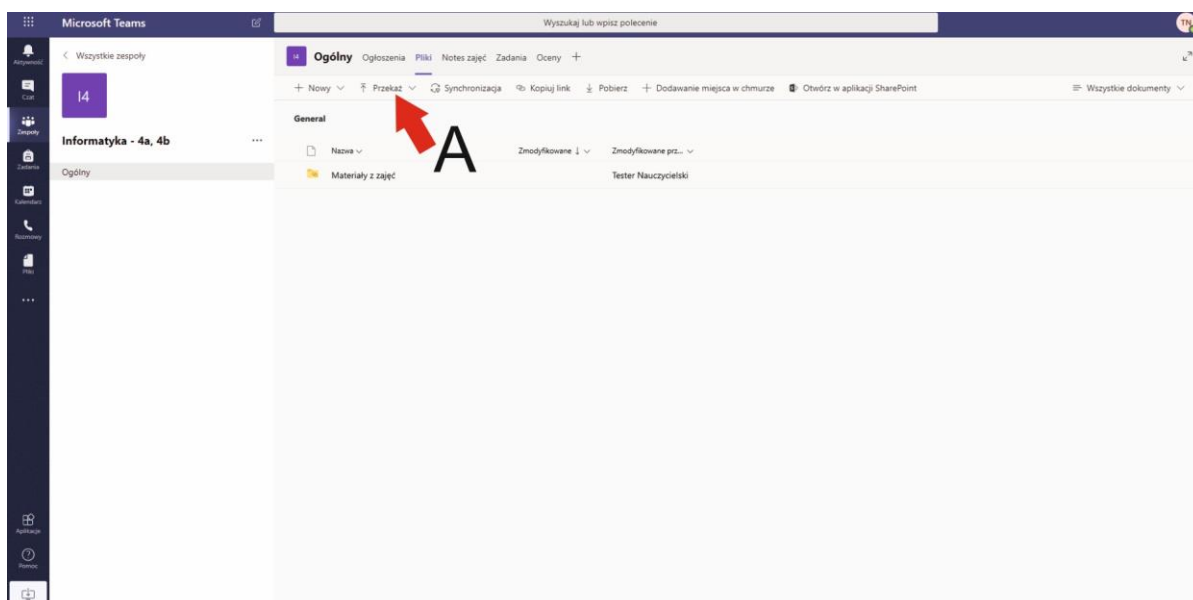 Microsoft Teams
Wyszukaj lub wpisz polecenie
TN
Aktywność
Czat
Zespoły
Zadania
Kalendarz
Rozmowy
Pliki
Aplikacje
Pomoc
Wszystkie zespoły
I4
Informatyka - 4a, 4b
Ogólny
I4 Ogólny Ogłoszenia Pliki Notes zajęć Zadania Oceny +
+ Nowy Przekaż Synchronizacja Kopiuj link Pobierz + Dodawanie miejsca w chmurze Otwórz w aplikacji SharePoint Wszystkie dokumenty
General
A
Nazwa Zmodyfikowane ↓ Zmodyfikowane prz...
Materiały z zajęć Tester Nauczycielski